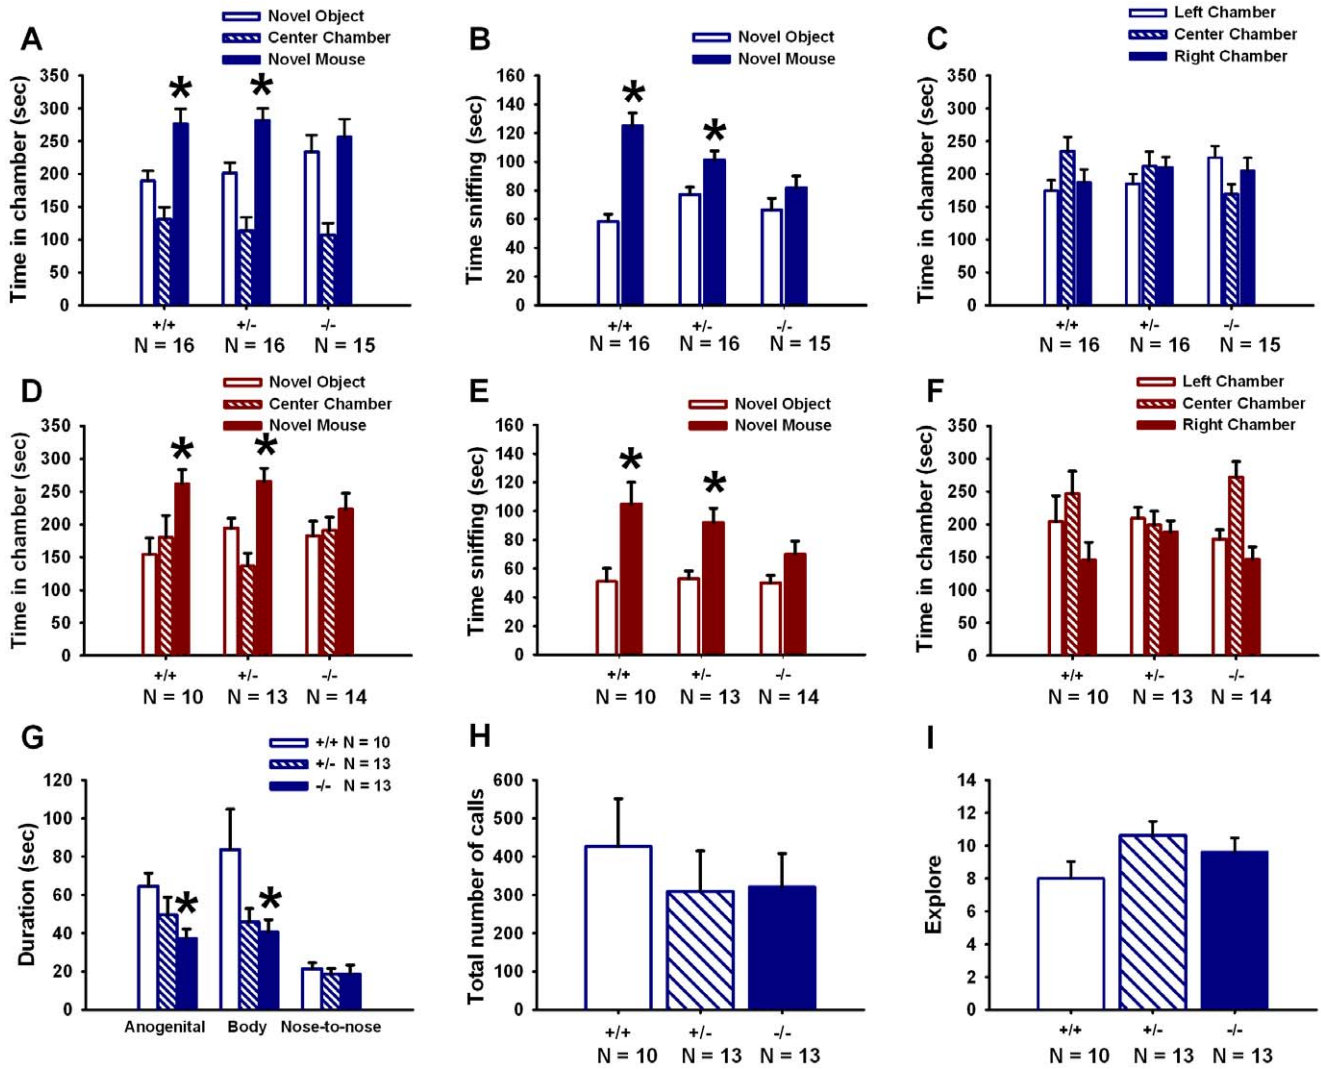 A
Novel Object
Center Chamber
Novel Mouse
Time in chamber (sec)
350
300
250
200
150
100
50
0
* *
+/+ +/- -/-
N = 16 N = 16 N = 15
B
Novel Object
Novel Mouse
Time sniffing (sec)
160
140
120
100
80
60
40
20
0
* *
+/+ +/- -/-
N = 16 N = 16 N = 15
C
Left Chamber
Center Chamber
Right Chamber
Time in chamber (sec)
350
300
250
200
150
100
50
0
+/+ +/- -/-
N = 16 N = 16 N = 15
D
Novel Object
Center Chamber
Novel Mouse
Time in chamber (sec)
350
300
250
200
150
100
50
0
* *
+/+ +/- -/-
N = 10 N = 13 N = 14
E
Novel Object
Novel Mouse
Time sniffing (sec)
160
140
120
100
80
60
40
20
0
* *
+/+ +/- -/-
N = 10 N = 13 N = 14
F
Left Chamber
Center Chamber
Right Chamber
Time in chamber (sec)
350
300
250
200
150
100
50
0
+/+ +/- -/-
N = 10 N = 13 N = 14
G
+/+ N = 10
+/- N = 13
-/- N = 13
Duration (sec)
120
100
80
60
40
20
0
* *
Anogenital Body Nose-to-nose
H
Total number of calls
600
500
400
300
200
100
0
+/+ +/- -/-
N = 10 N = 13 N = 13
I
Explore
14
12
10
8
6
4
2
0
+/+ +/- -/-
N = 10 N = 13 N = 13